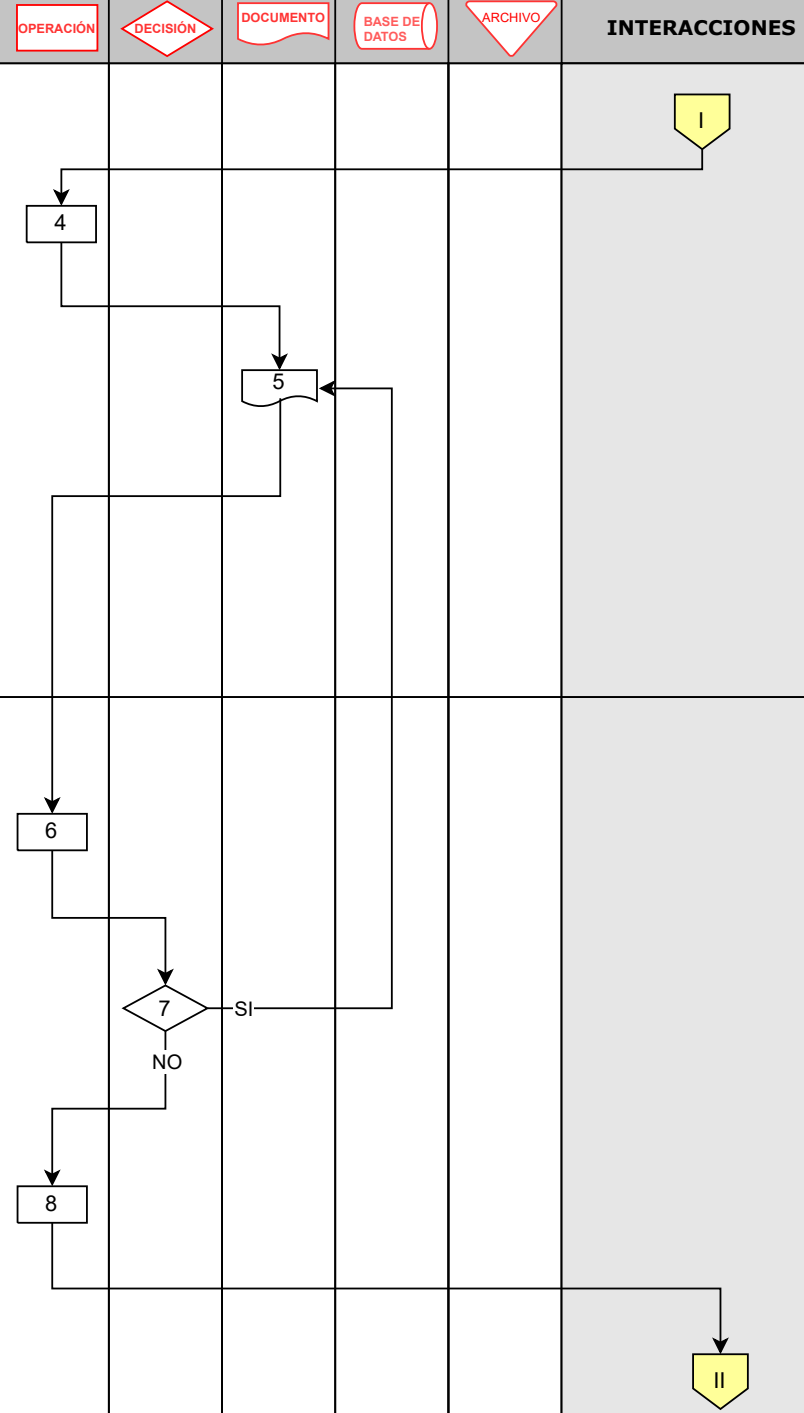 OPERACIÓN
DECISIÓN
DOCUMENTO
BASE DE
DATOS
ARCHIVO
INTERACCIONES
I
4
5
6
7
SI
NO
8
II